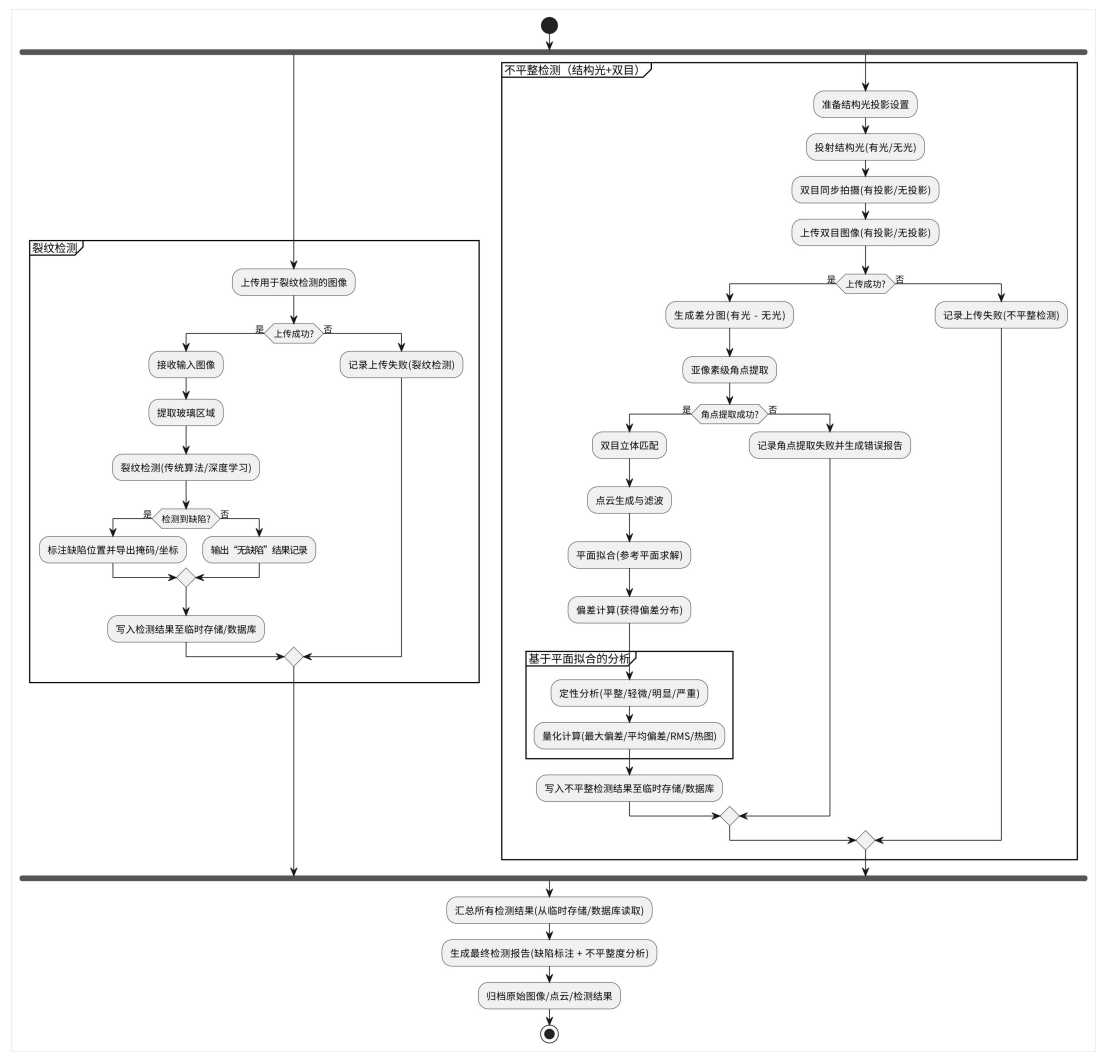 不平整检测（结构光+双目）
准备结构光投影设置
投射结构光(有光/无光)
双目同步拍摄(有投影/无投影)
上传双目图像(有投影/无投影)
上传成功?
是
否
生成差分图(有光 - 无光)
记录上传失败(不平整检测)
亚像素级角点提取
角点提取成功?
是
否
双目立体匹配
记录角点提取失败并生成错误报告
点云生成与滤波
平面拟合(参考平面求解)
偏差计算(获得偏差分布)
基于平面拟合的分析
定性分析(平整/轻微/明显/严重)
量化计算(最大偏差/平均偏差/RMS/热图)
写入不平整检测结果至临时存储/数据库
裂纹检测
上传用于裂纹检测的图像
上传成功?
是
否
接收输入图像
记录上传失败(裂纹检测)
提取玻璃区域
裂纹检测(传统算法/深度学习)
检测到缺陷?
是
否
标注缺陷位置并导出掩码/坐标
输出“无缺陷”结果记录
写入检测结果至临时存储/数据库
汇总所有检测结果(从临时存储/数据库读取)
生成最终检测报告(缺陷标注 + 不平整度分析)
归档原始图像/点云/检测结果